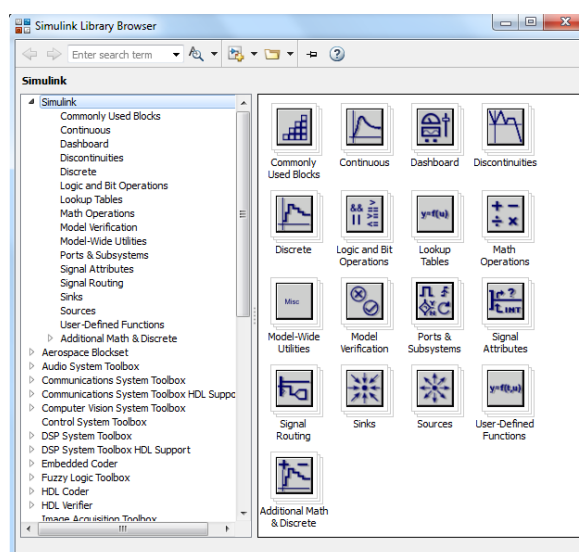 Simulink Library Browser
Enter search term
Simulink
Simulink
Commonly Used Blocks
Continuous
Dashboard
Discontinuities
Discrete
Logic and Bit Operations
Lookup Tables
Math Operations
Model Verification
Model-Wide Utilities
Ports & Subsystems
Signal Attributes
Signal Routing
Sinks
Sources
User-Defined Functions
Additional Math & Discrete
Aerospace Blockset
Audio System Toolbox
Communications System Toolbox
Communications System Toolbox HDL Suppo
Computer Vision System Toolbox
Control System Toolbox
DSP System Toolbox
DSP System Toolbox HDL Support
Embedded Coder
Fuzzy Logic Toolbox
HDL Coder
HDL Verifier
Image Acquisition Toolbox
Commonly
Used Blocks
Continuous
Dashboard
Discontinuities
Discrete
&& >
|| >=
<=
Logic and Bit
Operations
y=f(u)
Lookup
Tables
+ −
÷ ×
Math
Operations
Misc
Model-Wide
Utilities
Model
Verification
Ports &
Subsystems
?
INT
Signal
Attributes
Signal
Routing
Sinks
Sources
y=f(t,u)
User-Defined
Functions
+ −
Additional Math
& Discrete